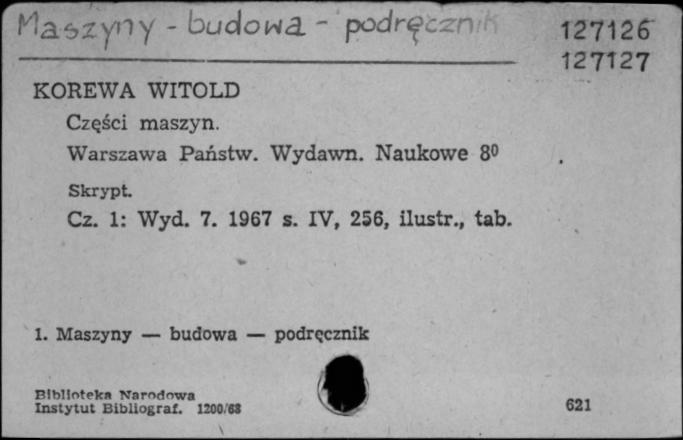 Maszyny - budowa - podręcznik
127126
127127
KOREWA WITOLD
Części maszyn.
Warszawa Państw. Wydawn. Naukowe 8⁰
Skrypt.
Cz. 1: Wyd. 7. 1967 s. IV, 256, ilustr., tab.
1. Maszyny — budowa — podręcznik
Biblioteka Narodowa
Instytut Bibliograf. 1200/68
621